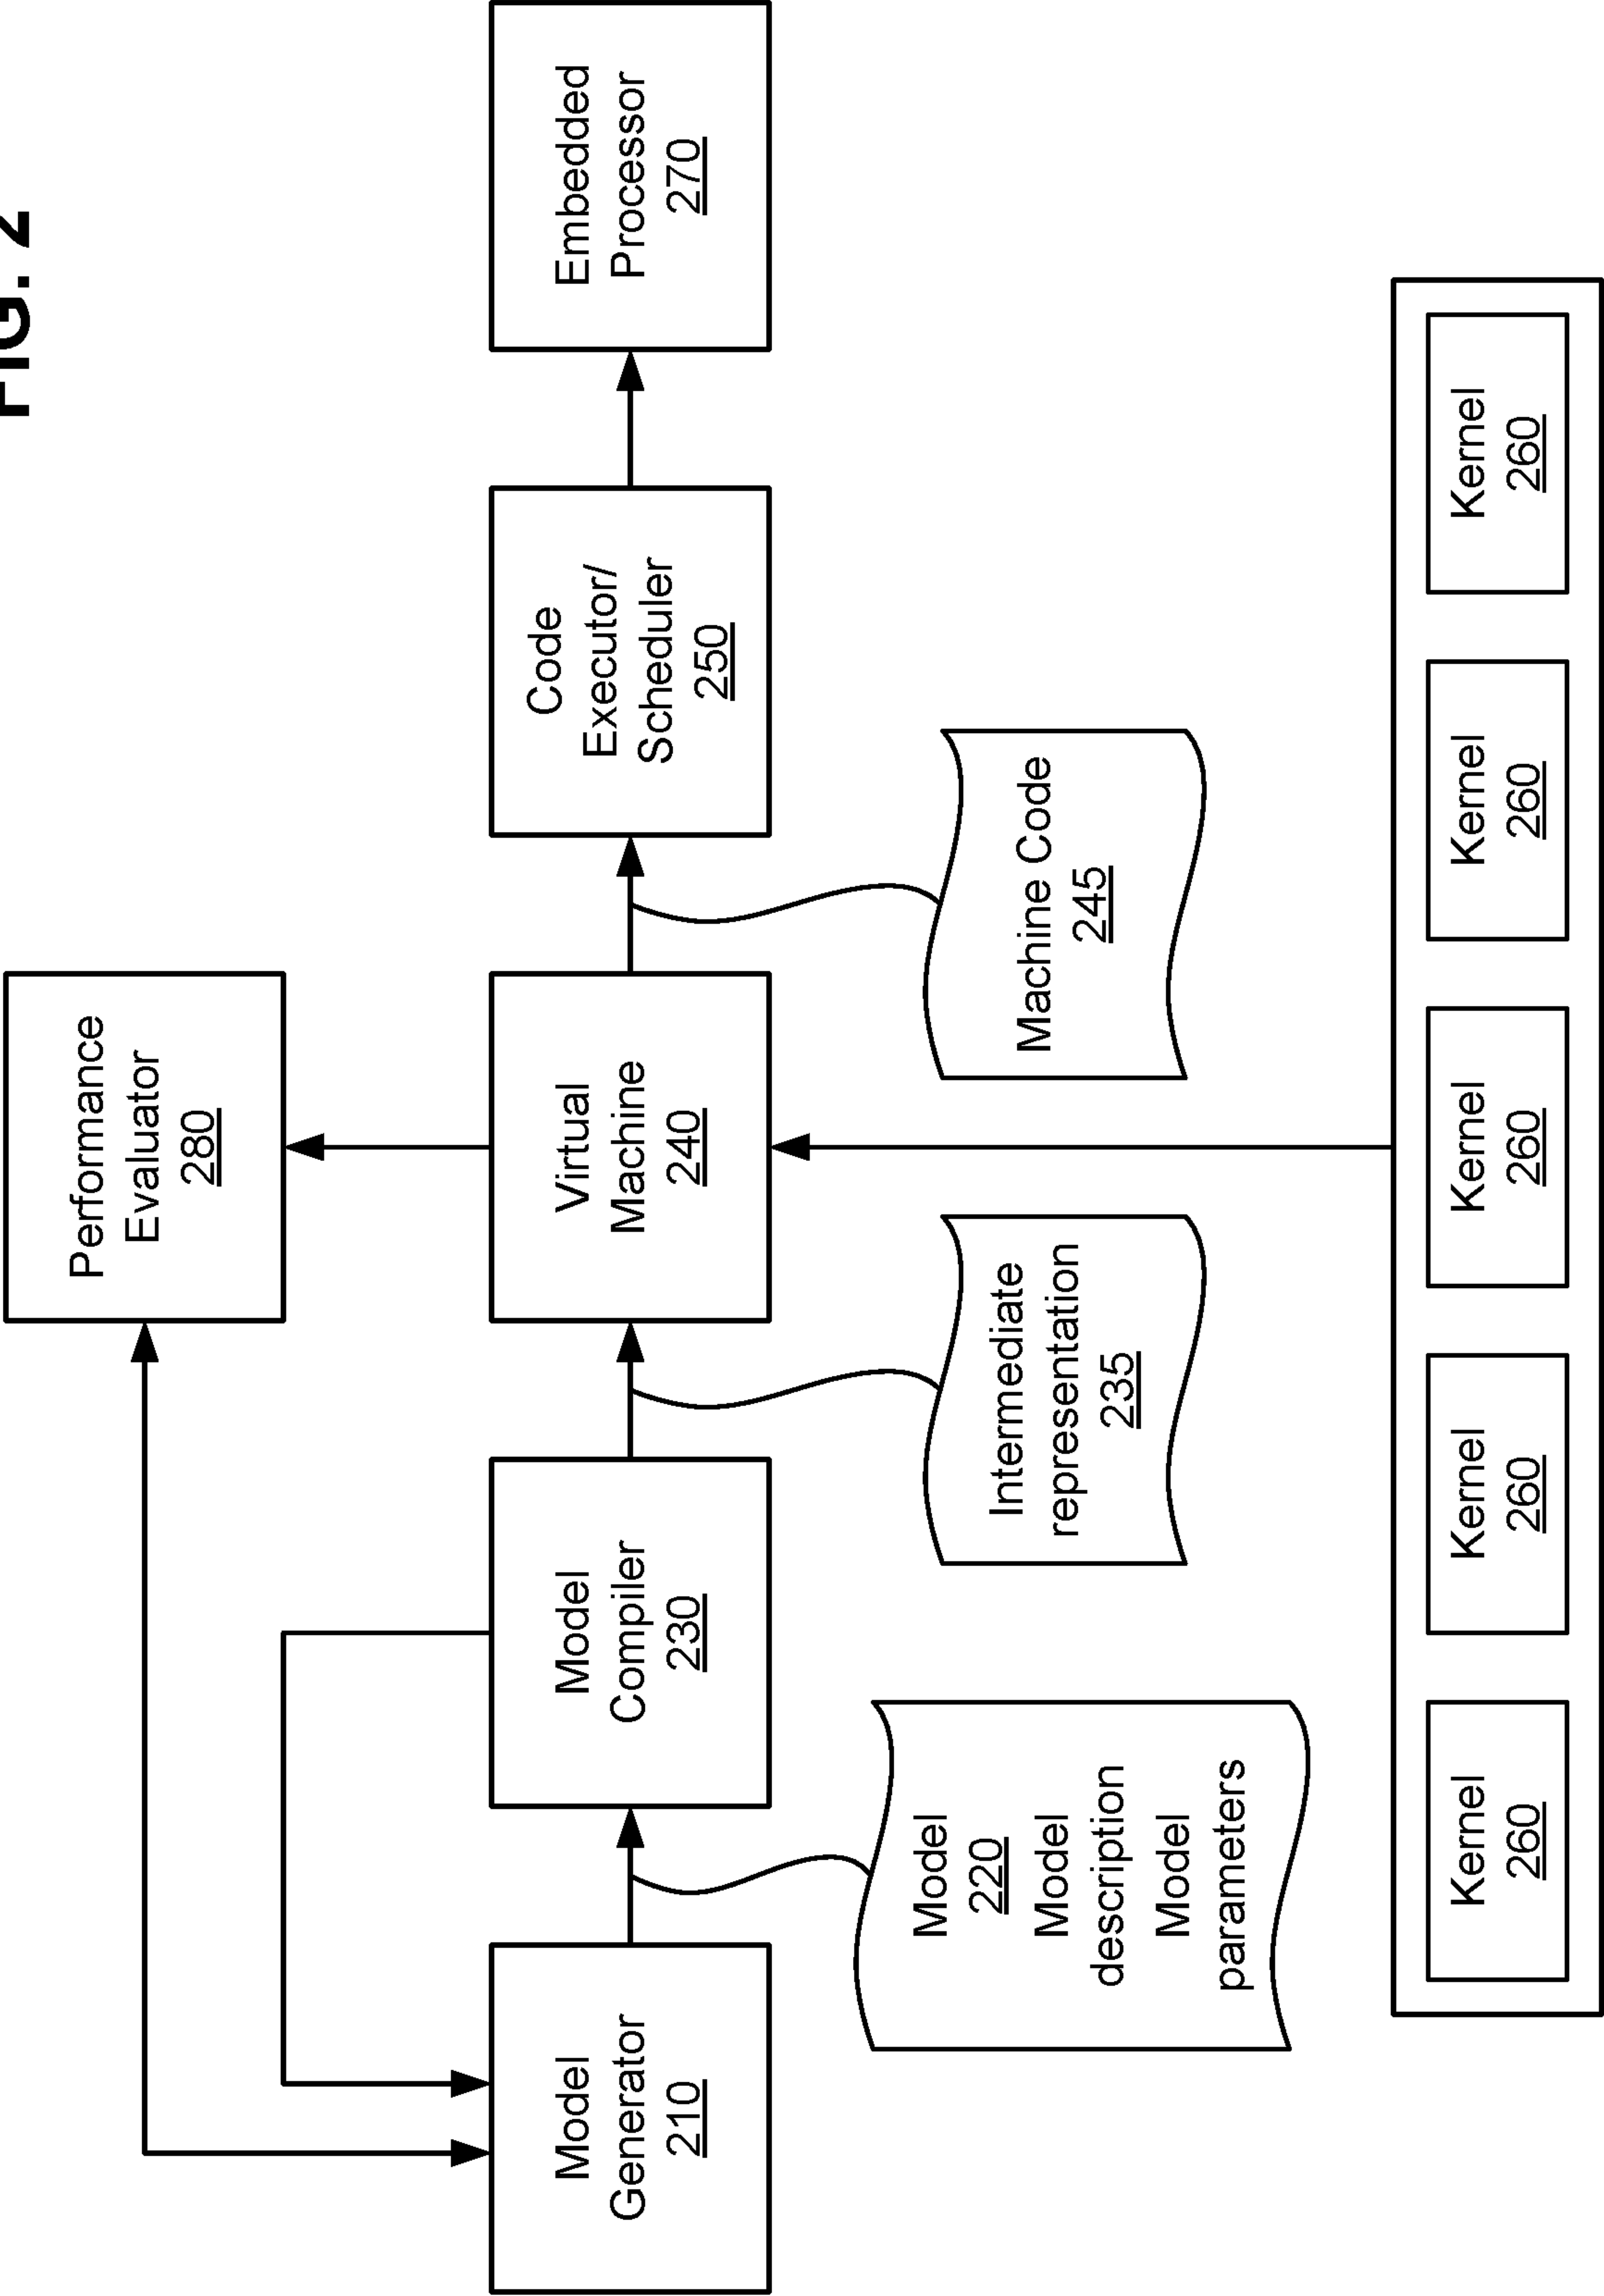 FIG. 2
Performance
Evaluator
280
Model
Generator
210
Model
Compiler
230
Virtual
Machine
240
Code
Executor/
Scheduler
250
Embedded
Processor
270
Model
220
Model
description
Model
parameters
Intermediate
representation
235
Machine Code
245
Kernel
260
Kernel
260
Kernel
260
Kernel
260
Kernel
260